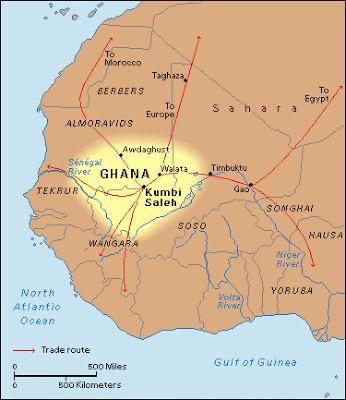 To
Morocco
Taghaza
BERBERS
To
Europe
To
Egypt
Sahara
ALMORAVIDS
Awdaghust
Sénégal
River
GHANA
Walata
Timbuktu
Kumbi
Saleh
Gao
TEKRUR
SONGHAI
WANGARA
SOSO
HAUSA
Niger
River
YORUBA
Volta
River
North
Atlantic
Ocean
Trade route
0 500 Miles
0 500 Kilometers
Gulf of Guinea